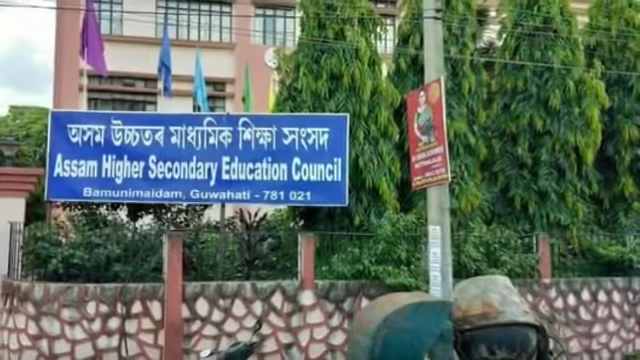 অসম উচ্চতৰ মাধ্যমিক শিক্ষা সংসদ
Assam Higher Secondary Education Council
Bamunimaidam, Guwahati - 781 021